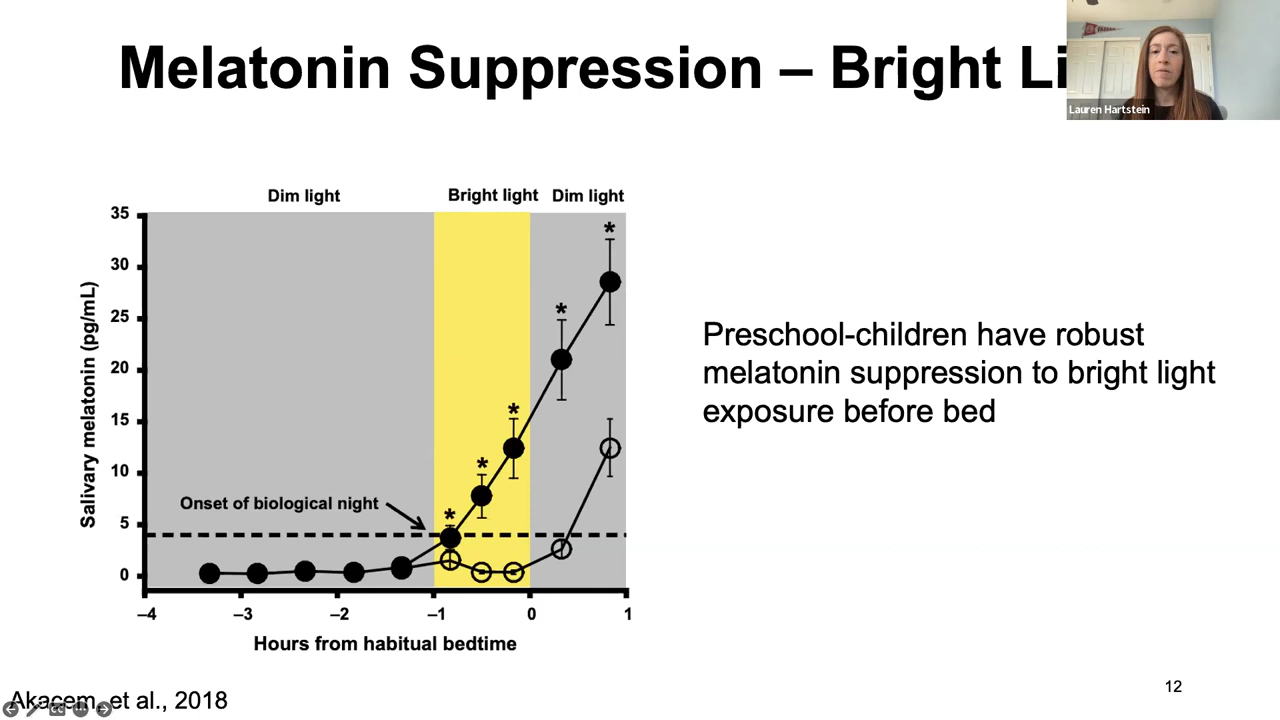 Melatonin Suppression – Bright Li
Lauren Hartstein
Dim light
Bright light
Dim light
35
30
25
20
15
10
5
0
Salivary melatonin (pg/mL)
*
*
*
*
*
Onset of biological night
–4
–3
–2
–1
0
1
Hours from habitual bedtime
Preschool-children have robust
melatonin suppression to bright light
exposure before bed
12
Akacem, et al., 2018
CC